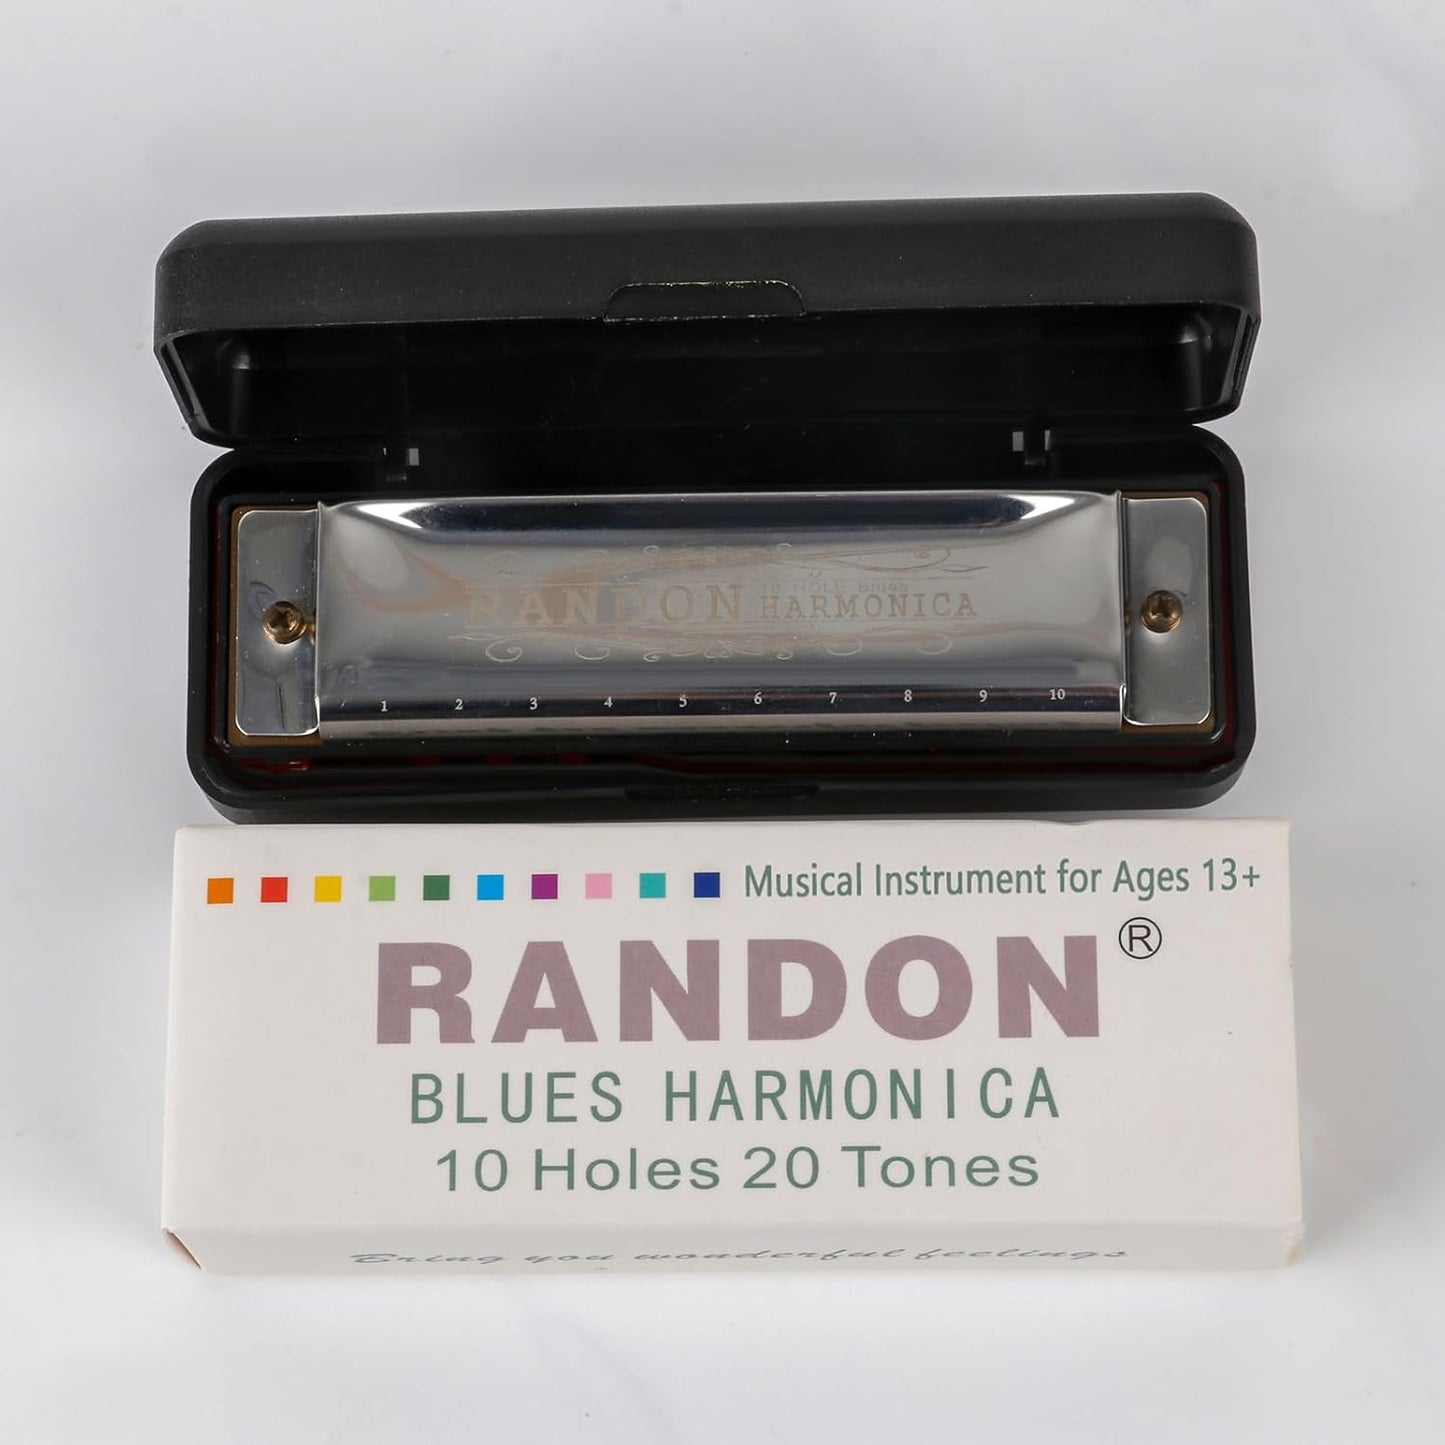 10 HOLE Blues
RANDON HARMONICA
1 2 3 4 5 6 7 8 9 10
Musical Instrument for Ages 13+
RANDON®
BLUES HARMONICA
10 Holes 20 Tones
Bring you wonderful feelings